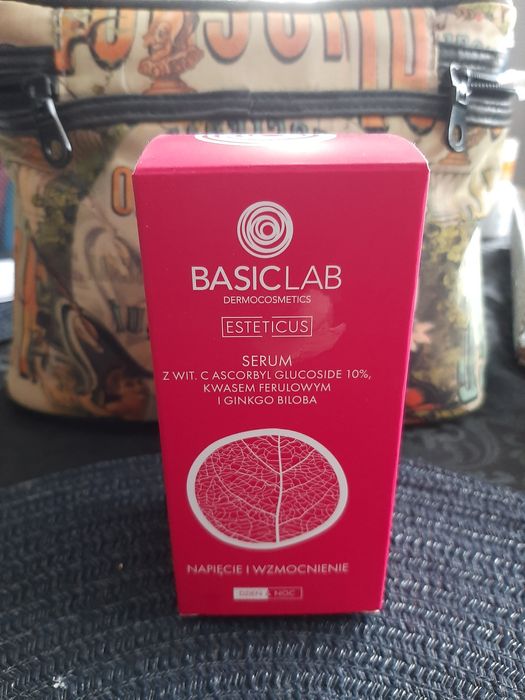 BASICLAB
DERMOCOSMETICS
ESTETICUS
SERUM
Z WIT. C ASCORBYL GLUCOSIDE 10%,
KWASEM FERULOWYM
I GINKGO BILOBA
NAPIĘCIE I WZMOCNIENIE
DZIEŃ & NOC